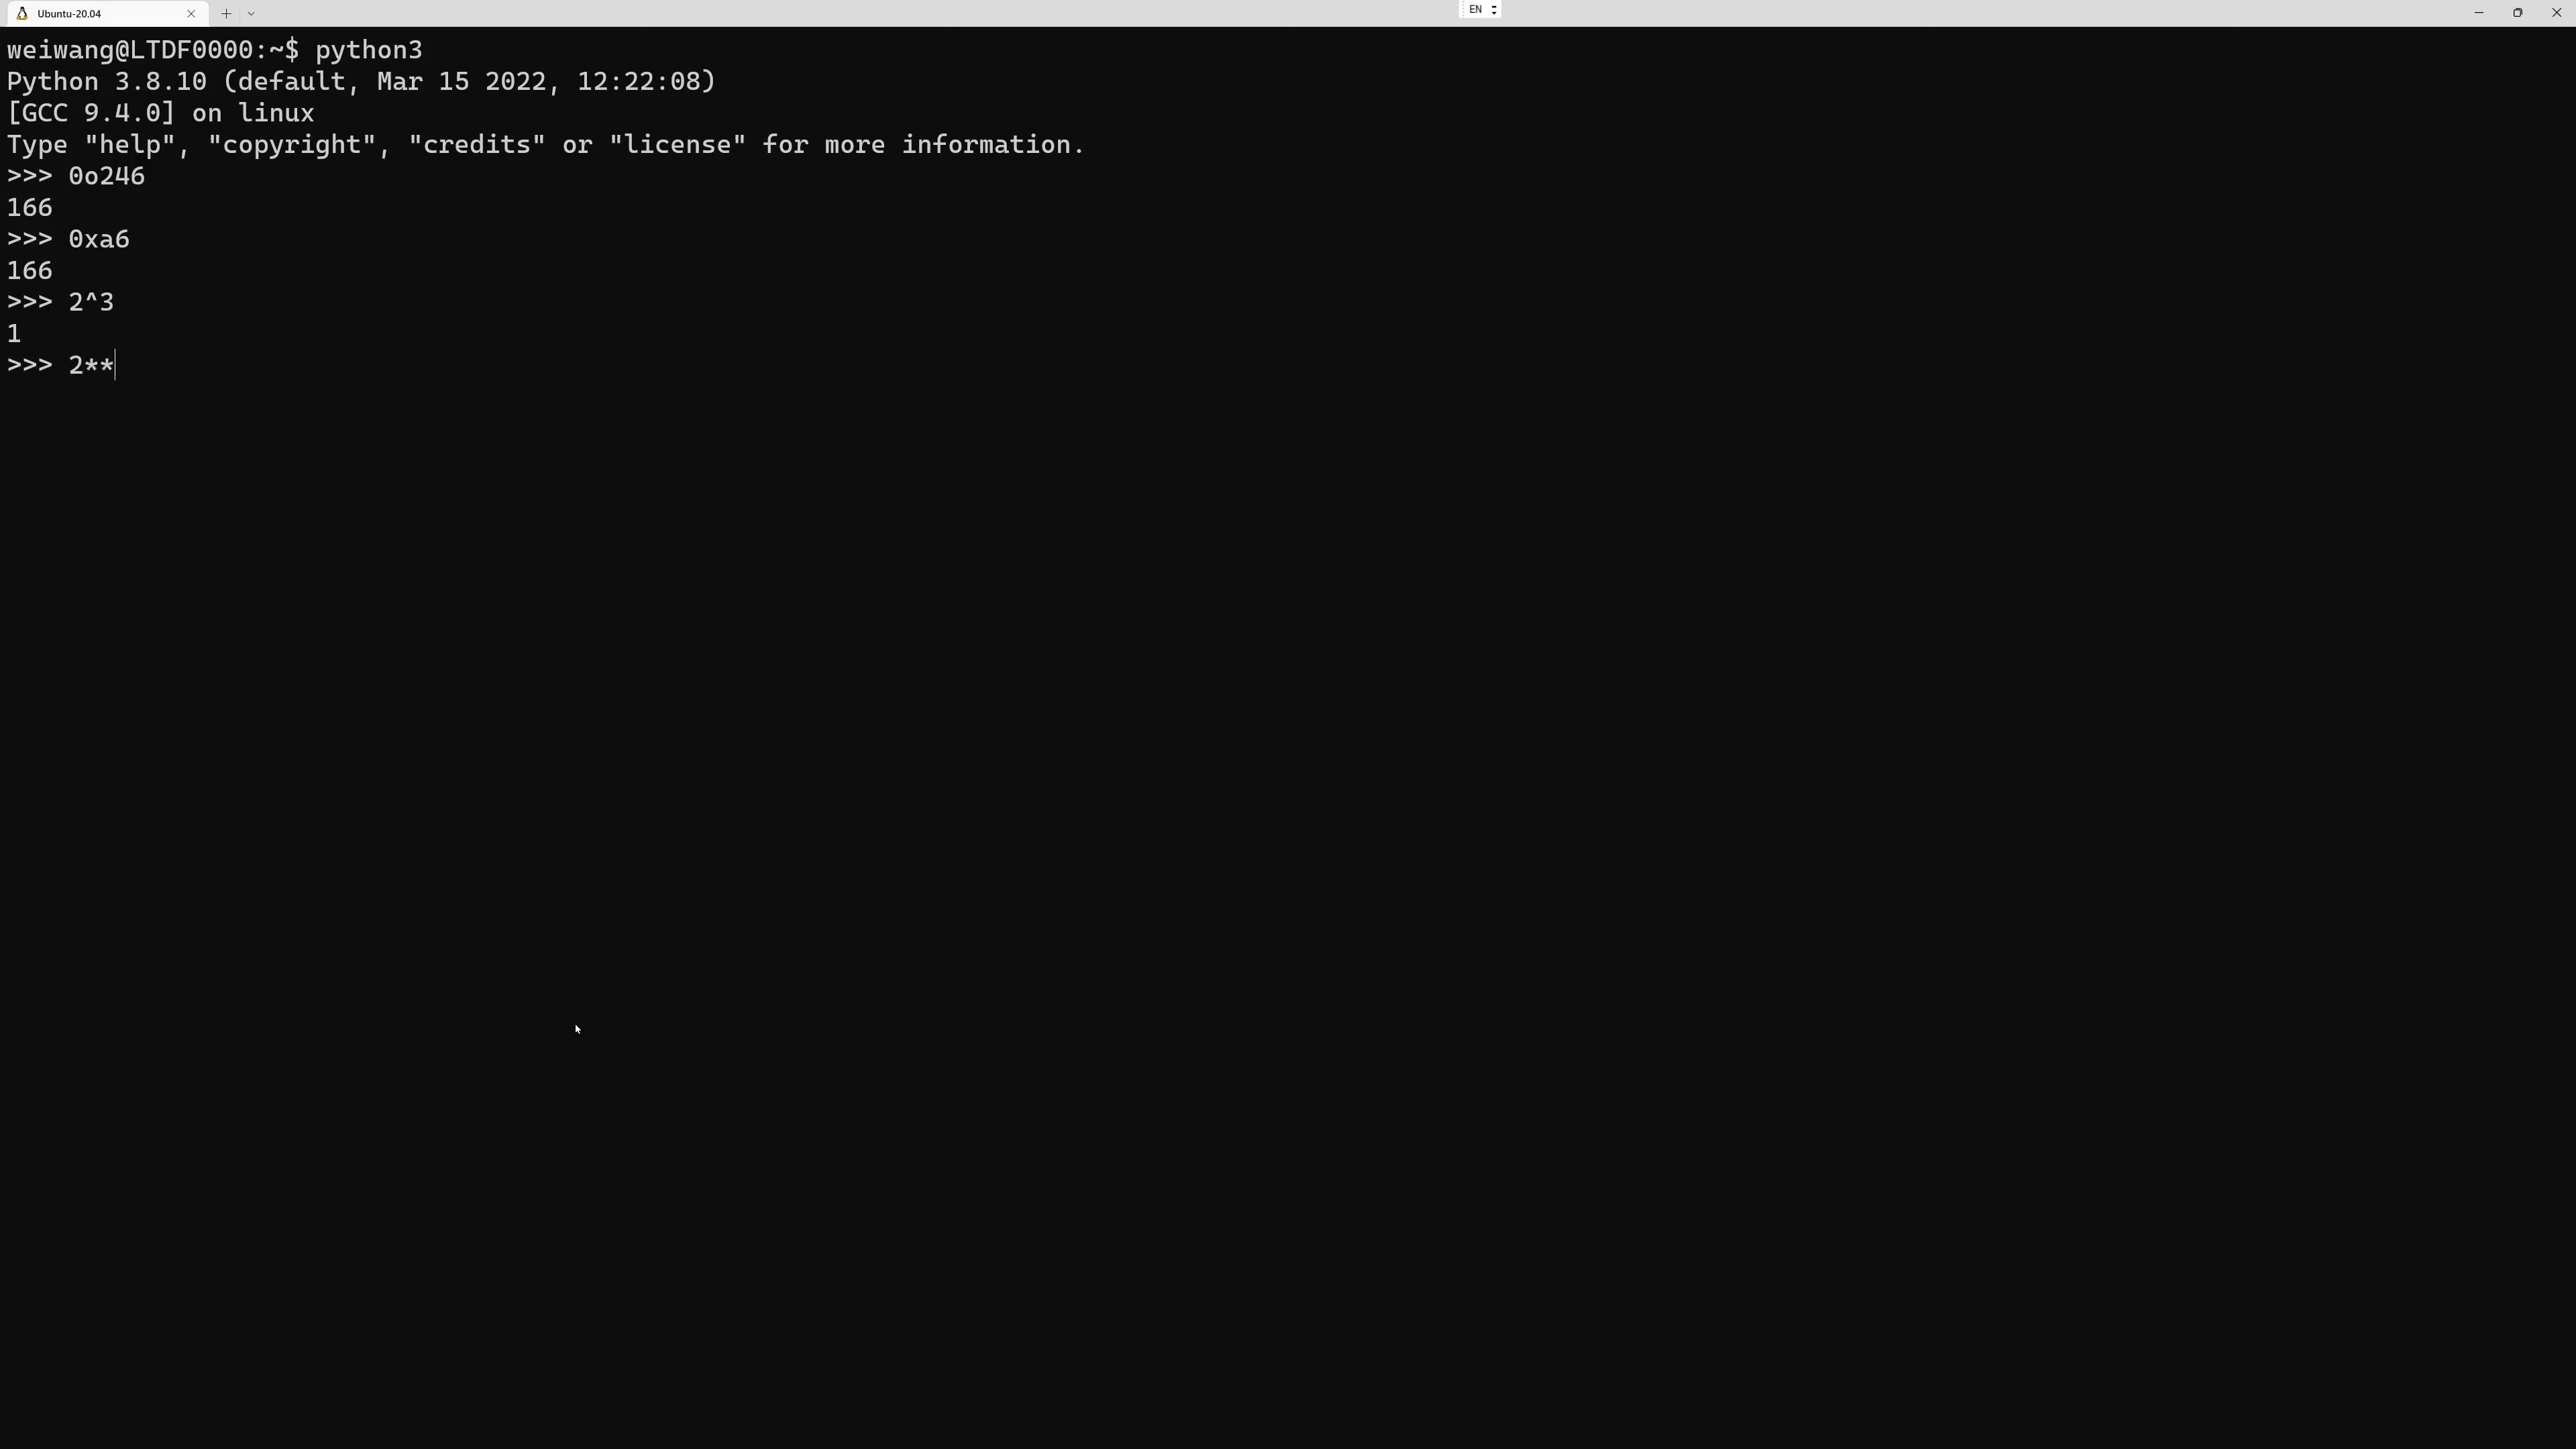 Ubuntu-20.04
EN
weiwang@LTDF0000:~$ python3
Python 3.8.10 (default, Mar 15 2022, 12:22:08)
[GCC 9.4.0] on linux
Type "help", "copyright", "credits" or "license" for more information.
>>> 0o246
166
>>> 0xa6
166
>>> 2^3
1
>>> 2**